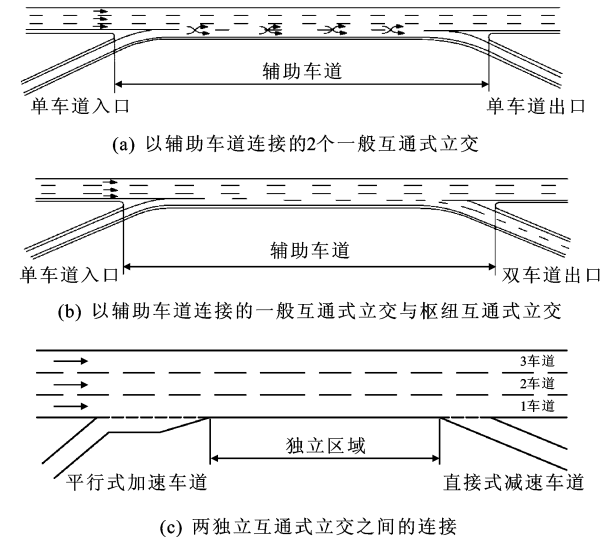 辅助车道
单车道入口
单车道出口
(a) 以辅助车道连接的2个一般互通式立交
辅助车道
单车道入口
双车道出口
(b) 以辅助车道连接的一般互通式立交与枢纽互通式立交
3车道
2车道
1车道
独立区域
平行式加速车道
直接式减速车道
(c) 两独立互通式立交之间的连接